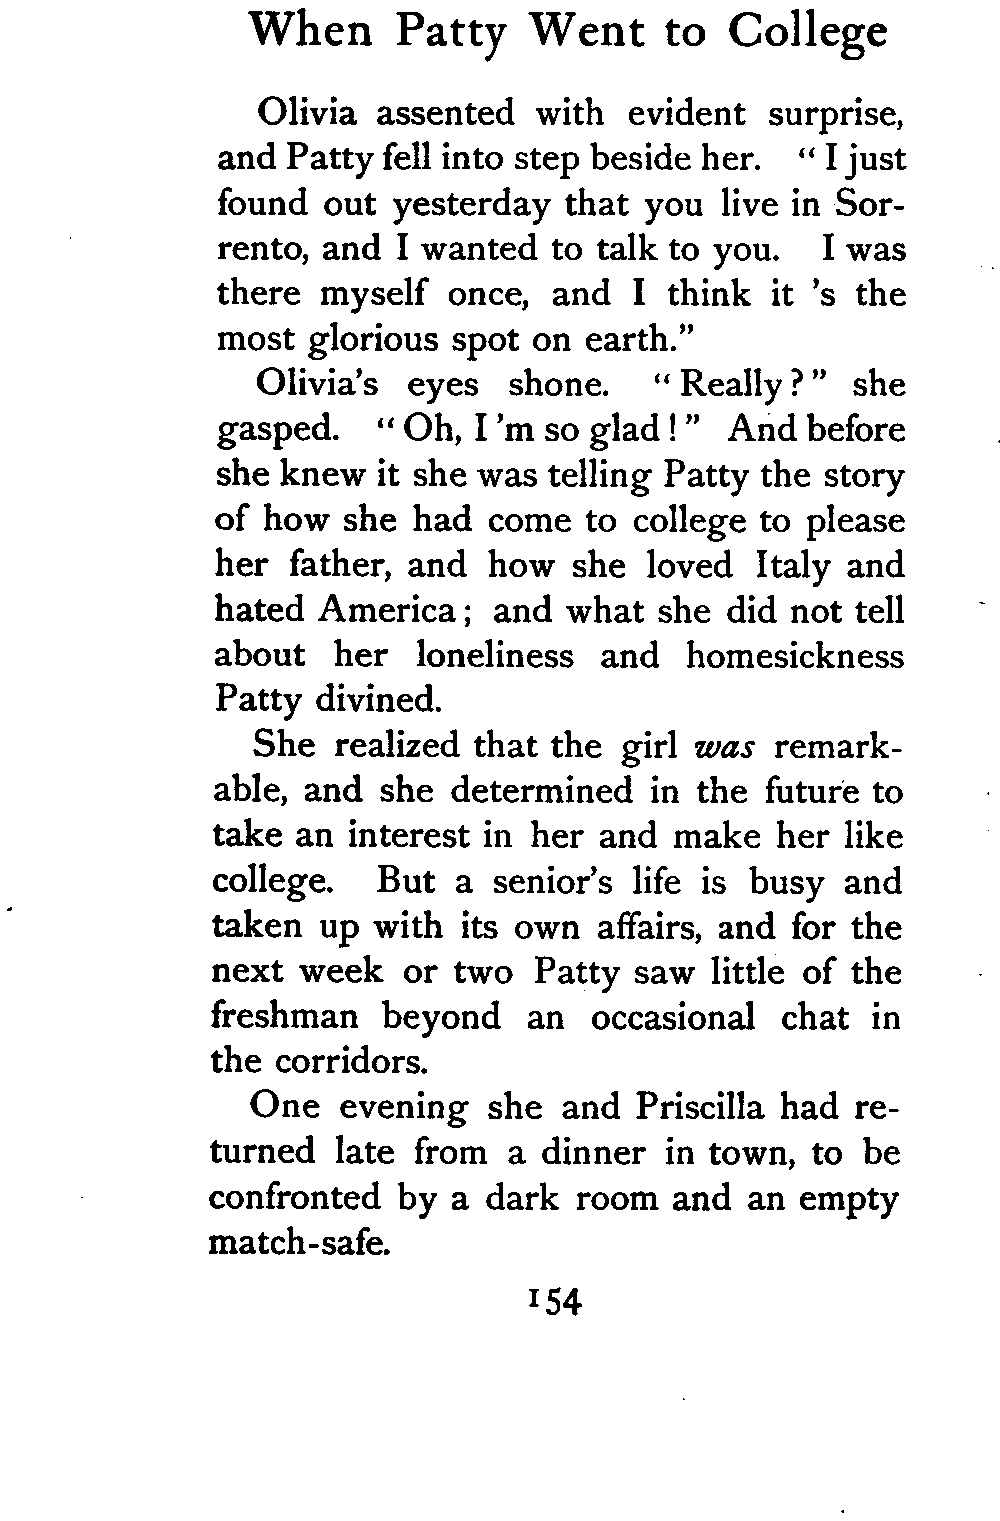 When Patty Went to College
Olivia assented with evident surprise,
and Patty fell into step beside her. “ I just
found out yesterday that you live in Sor-
rento, and I wanted to talk to you. I was
there myself once, and I think it 's the
most glorious spot on earth.”
Olivia's eyes shone. “ Really ? ” she
gasped. “ Oh, I 'm so glad ! ” And before
she knew it she was telling Patty the story
of how she had come to college to please
her father, and how she loved Italy and
hated America ; and what she did not tell
about her loneliness and homesickness
Patty divined.
She realized that the girl was remark-
able, and she determined in the future to
take an interest in her and make her like
college. But a senior's life is busy and
taken up with its own affairs, and for the
next week or two Patty saw little of the
freshman beyond an occasional chat in
the corridors.
One evening she and Priscilla had re-
turned late from a dinner in town, to be
confronted by a dark room and an empty
match-safe.
154